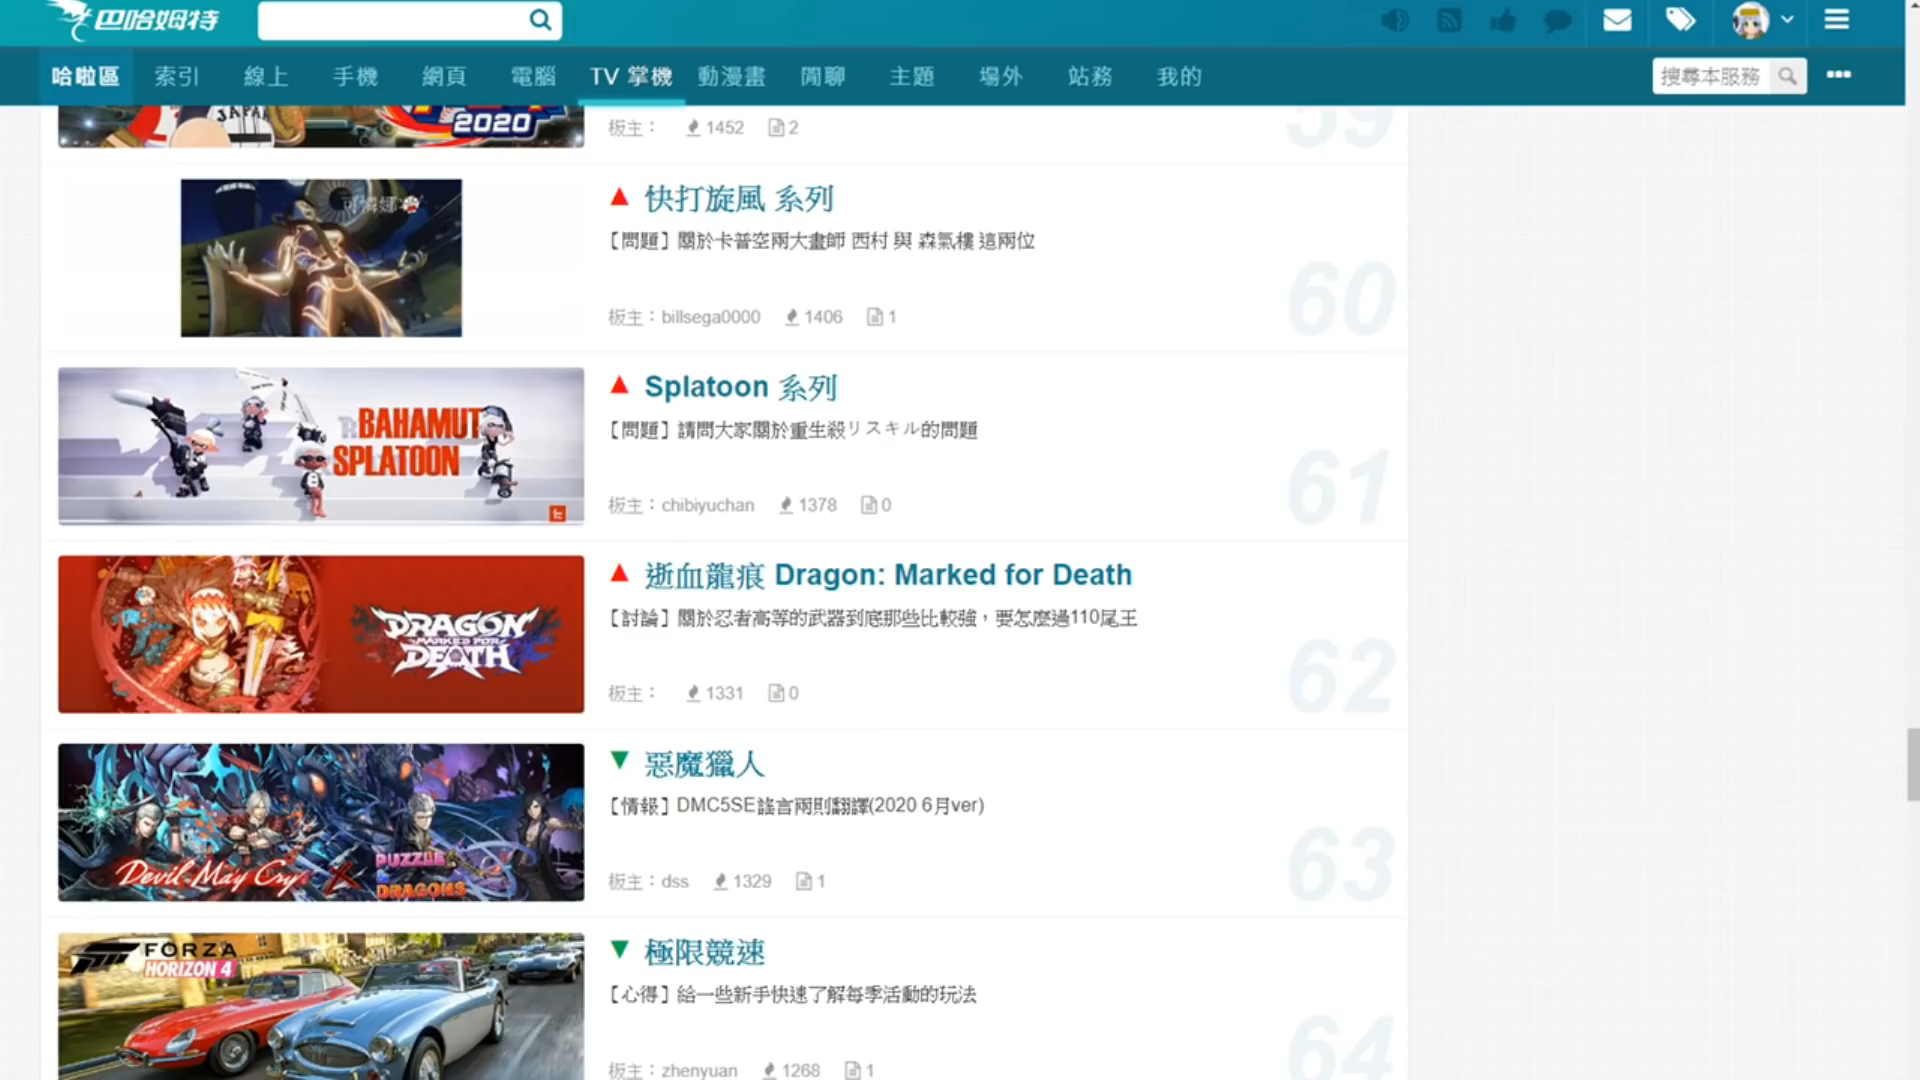 巴哈姆特
哈啦區 索引 線上 手機 網頁 電腦 TV 掌機 動漫畫 閒聊 主題 場外 站務 我的 搜尋本服務
JAPAN
2020
板主： 1452 2
59
快打旋風 系列
【問題】關於卡普空兩大畫師 西村 與 森氣樓 這兩位
板主：billsega0000 1406 1
60
BAHAMUT
SPLATOON
Splatoon 系列
【問題】請問大家關於重生殺リスキル的問題
板主：chibiyuchan 1378 0
61
DRAGON
MARKED FOR
DEATH
逝血龍痕 Dragon: Marked for Death
【討論】關於忍者高等的武器到底那些比較強，要怎麼過110尾王
板主： 1331 0
62
Devil May Cry X PUZZLE & DRAGONS
惡魔獵人
【情報】DMC5SE謠言兩則翻譯(2020 6月ver)
板主：dss 1329 1
63
FORZA
HORIZON 4
極限競速
【心得】給一些新手快速了解每季活動的玩法
板主：zhenyuan 1268 1
64